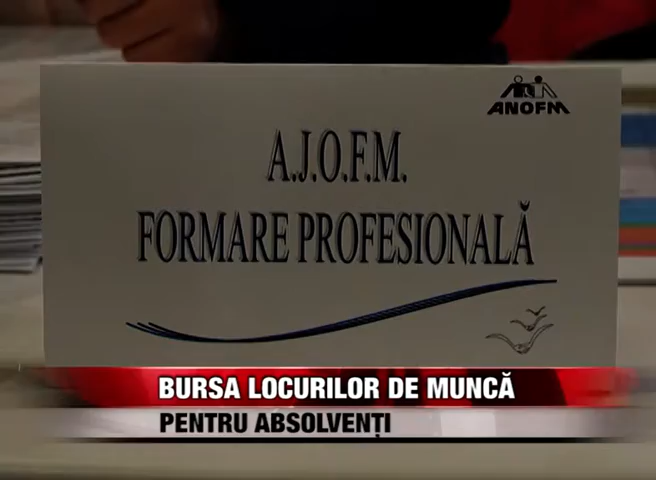 ANOFM
A.J.O.F.M.
FORMARE PROFESIONALĂ
BURSA LOCURILOR DE MUNCĂ
PENTRU ABSOLVENȚI